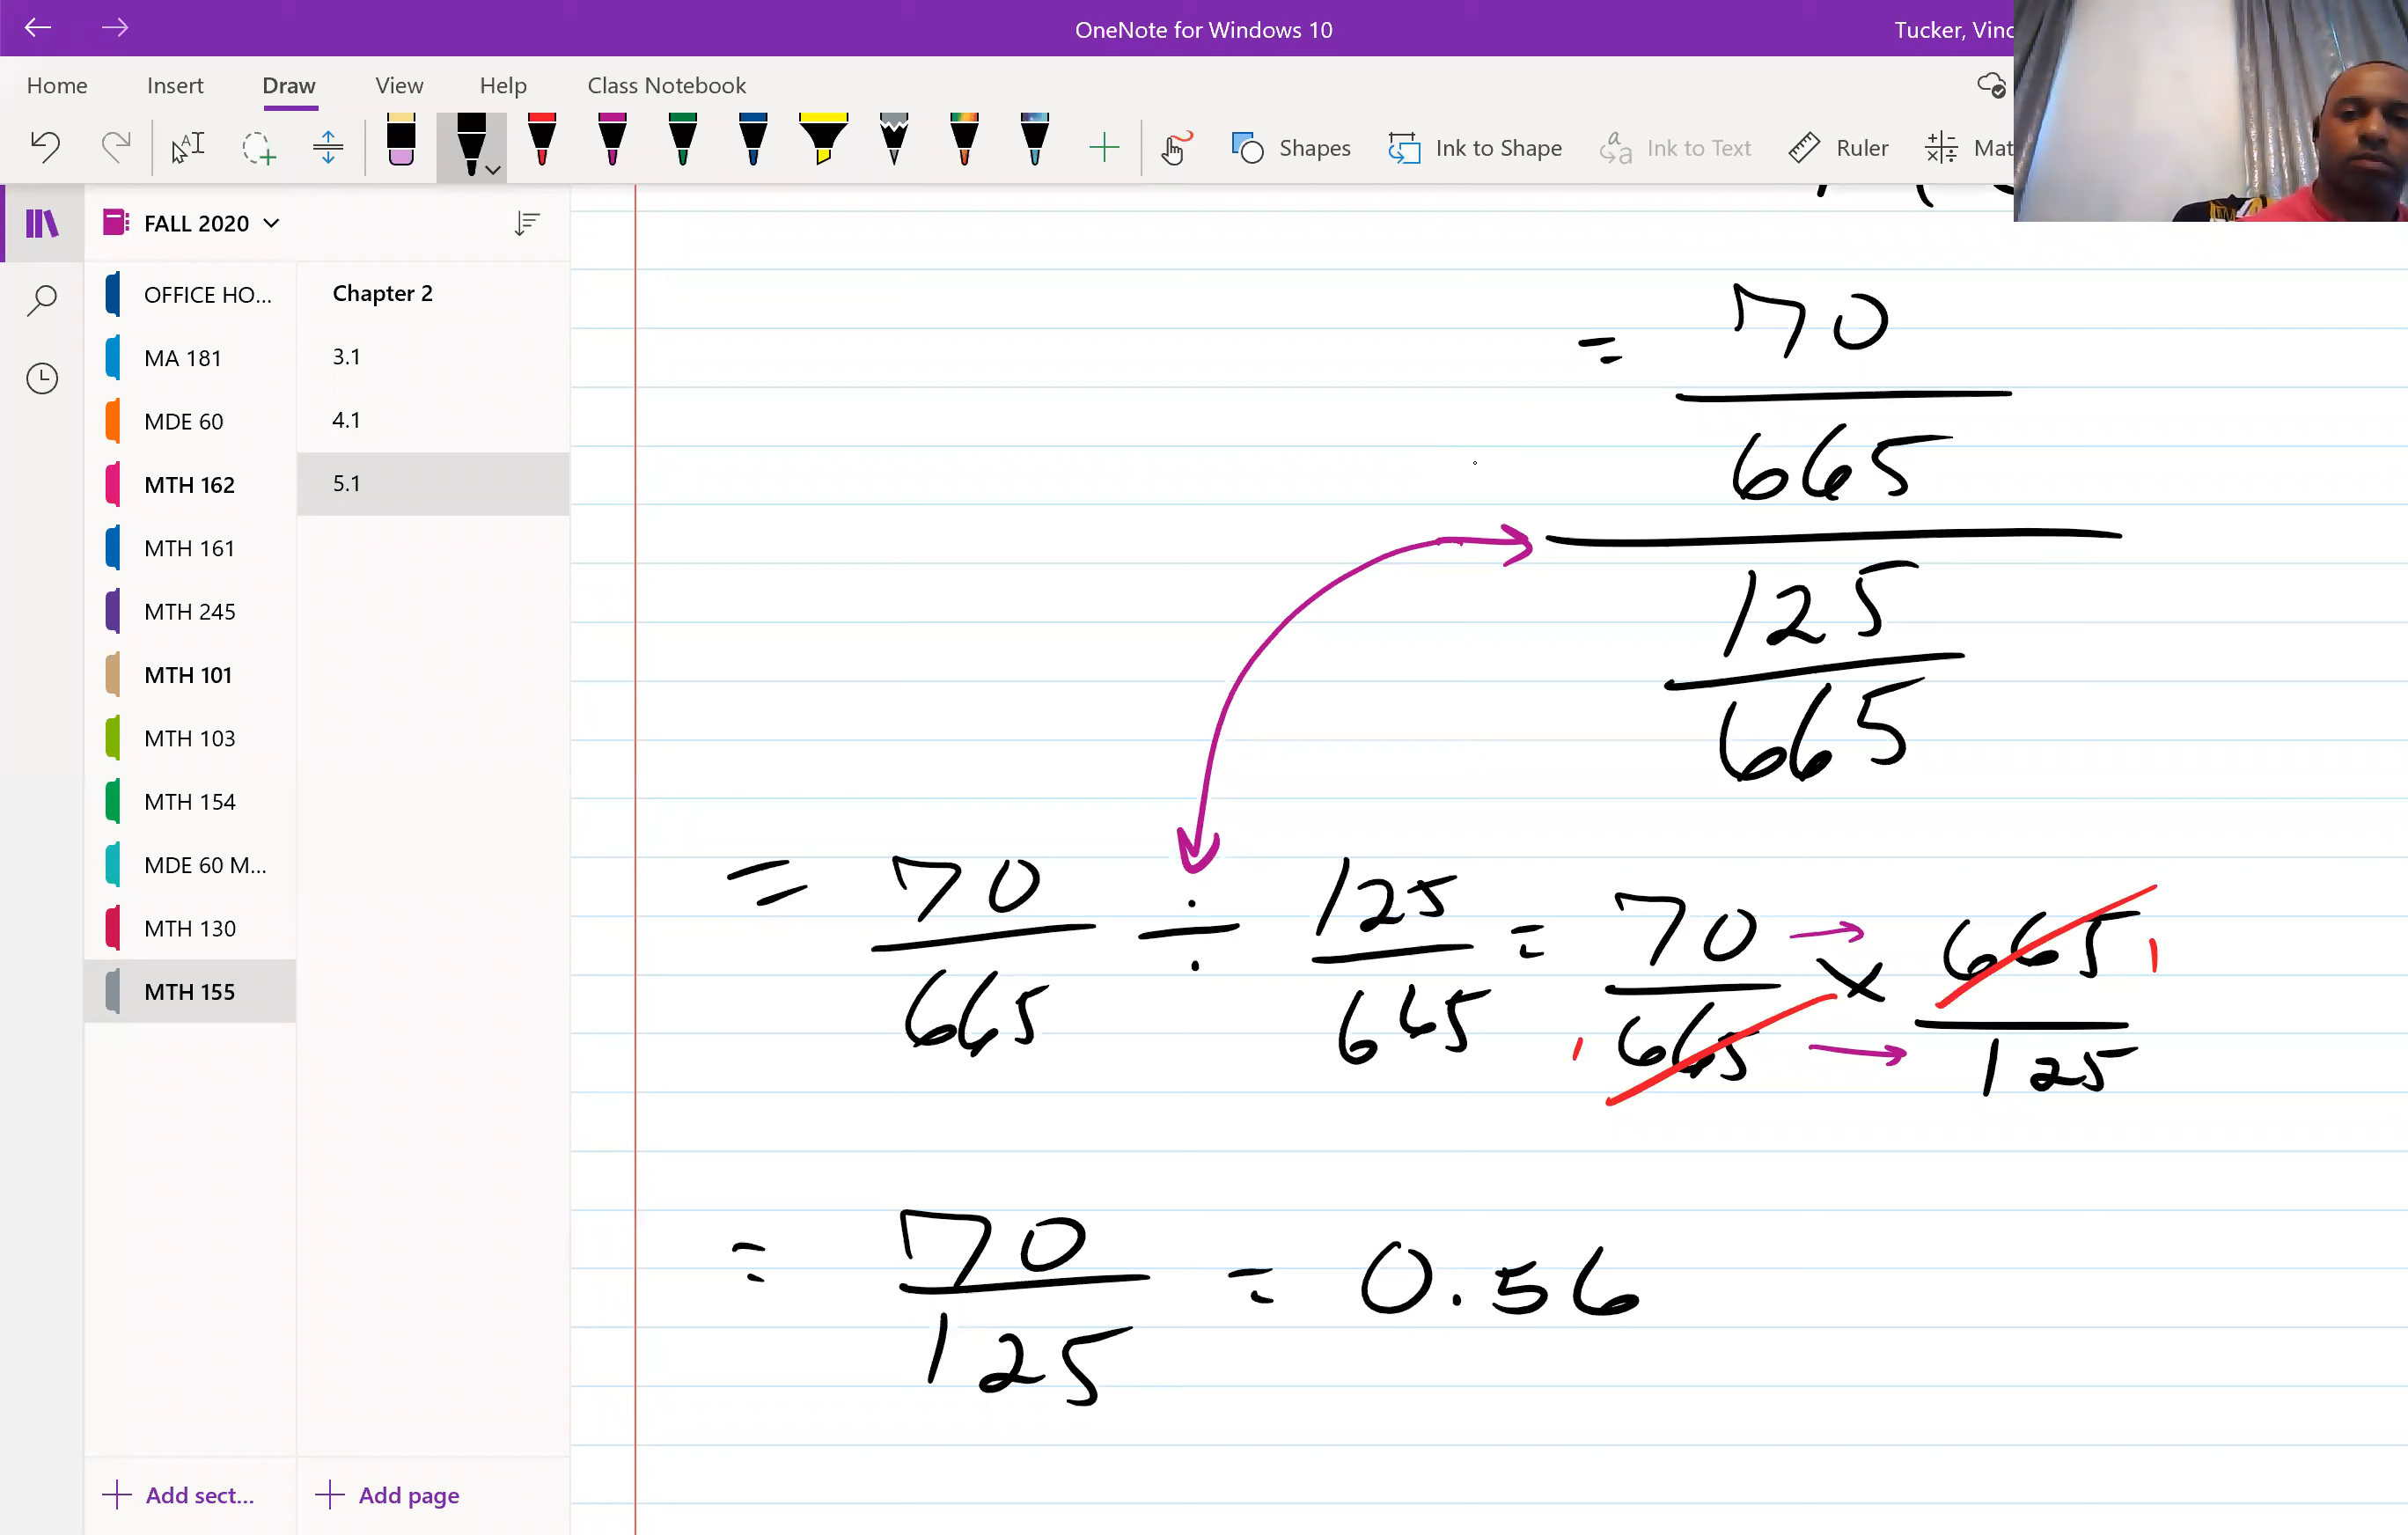 OneNote for Windows 10
Tucker, Vinc
Home Insert Draw View Help Class Notebook
Shapes Ink to Shape Ink to Text Ruler Mat
FALL 2020
OFFICE HO...
MA 181
MDE 60
MTH 162
MTH 161
MTH 245
MTH 101
MTH 103
MTH 154
MDE 60 M...
MTH 130
MTH 155
Add sect...
Chapter 2
3.1
4.1
5.1
Add page
= 70
665
125
665
= 70/665 ÷ 125/665 = 70/665 × 665/125
1 1
= 70/125 = 0.56